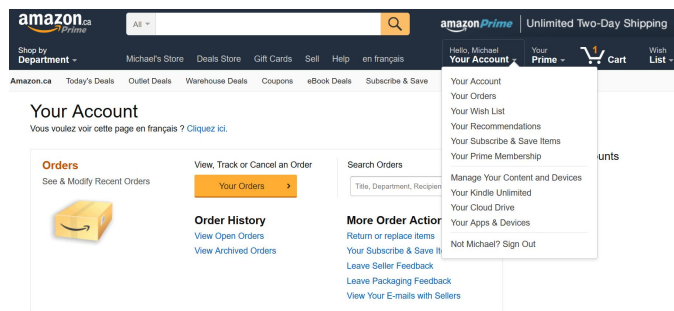 amazon.ca
Prime
All
amazonPrime Unlimited Two-Day Shipping
Shop by
Department
Michael's Store Deals Store Gift Cards Sell Help en français
Hello, Michael
Your Account
Your
Prime
1
Cart
Wish
List
Amazon.ca Today's Deals Outlet Deals Warehouse Deals Coupons eBook Deals Subscribe & Save
Your Account
Your Orders
Your Wish List
Your Recommendations
Your Subscribe & Save Items
Your Prime Membership
Manage Your Content and Devices
Your Kindle Unlimited
Your Cloud Drive
Your Apps & Devices
Not Michael? Sign Out
Your Account
Vous voulez voir cette page en français ? Cliquez ici.
unts
Orders
See & Modify Recent Orders
View, Track or Cancel an Order
Your Orders
Search Orders
Title, Department, Recipien
Order History
View Open Orders
View Archived Orders
More Order Action
Return or replace items
Your Subscribe & Save It
Leave Seller Feedback
Leave Packaging Feedback
View Your E-mails with Sellers